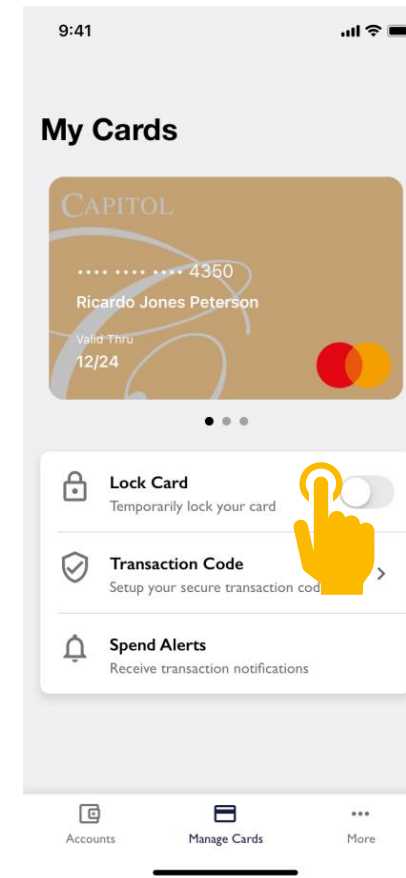 9:41
My Cards
CAPITOL
•••• •••• •••• 4350
Ricardo Jones Peterson
Valid Thru
12/24
Lock Card
Temporarily lock your card
Transaction Code
Setup your secure transaction cod
Spend Alerts
Receive transaction notifications
Accounts
Manage Cards
More